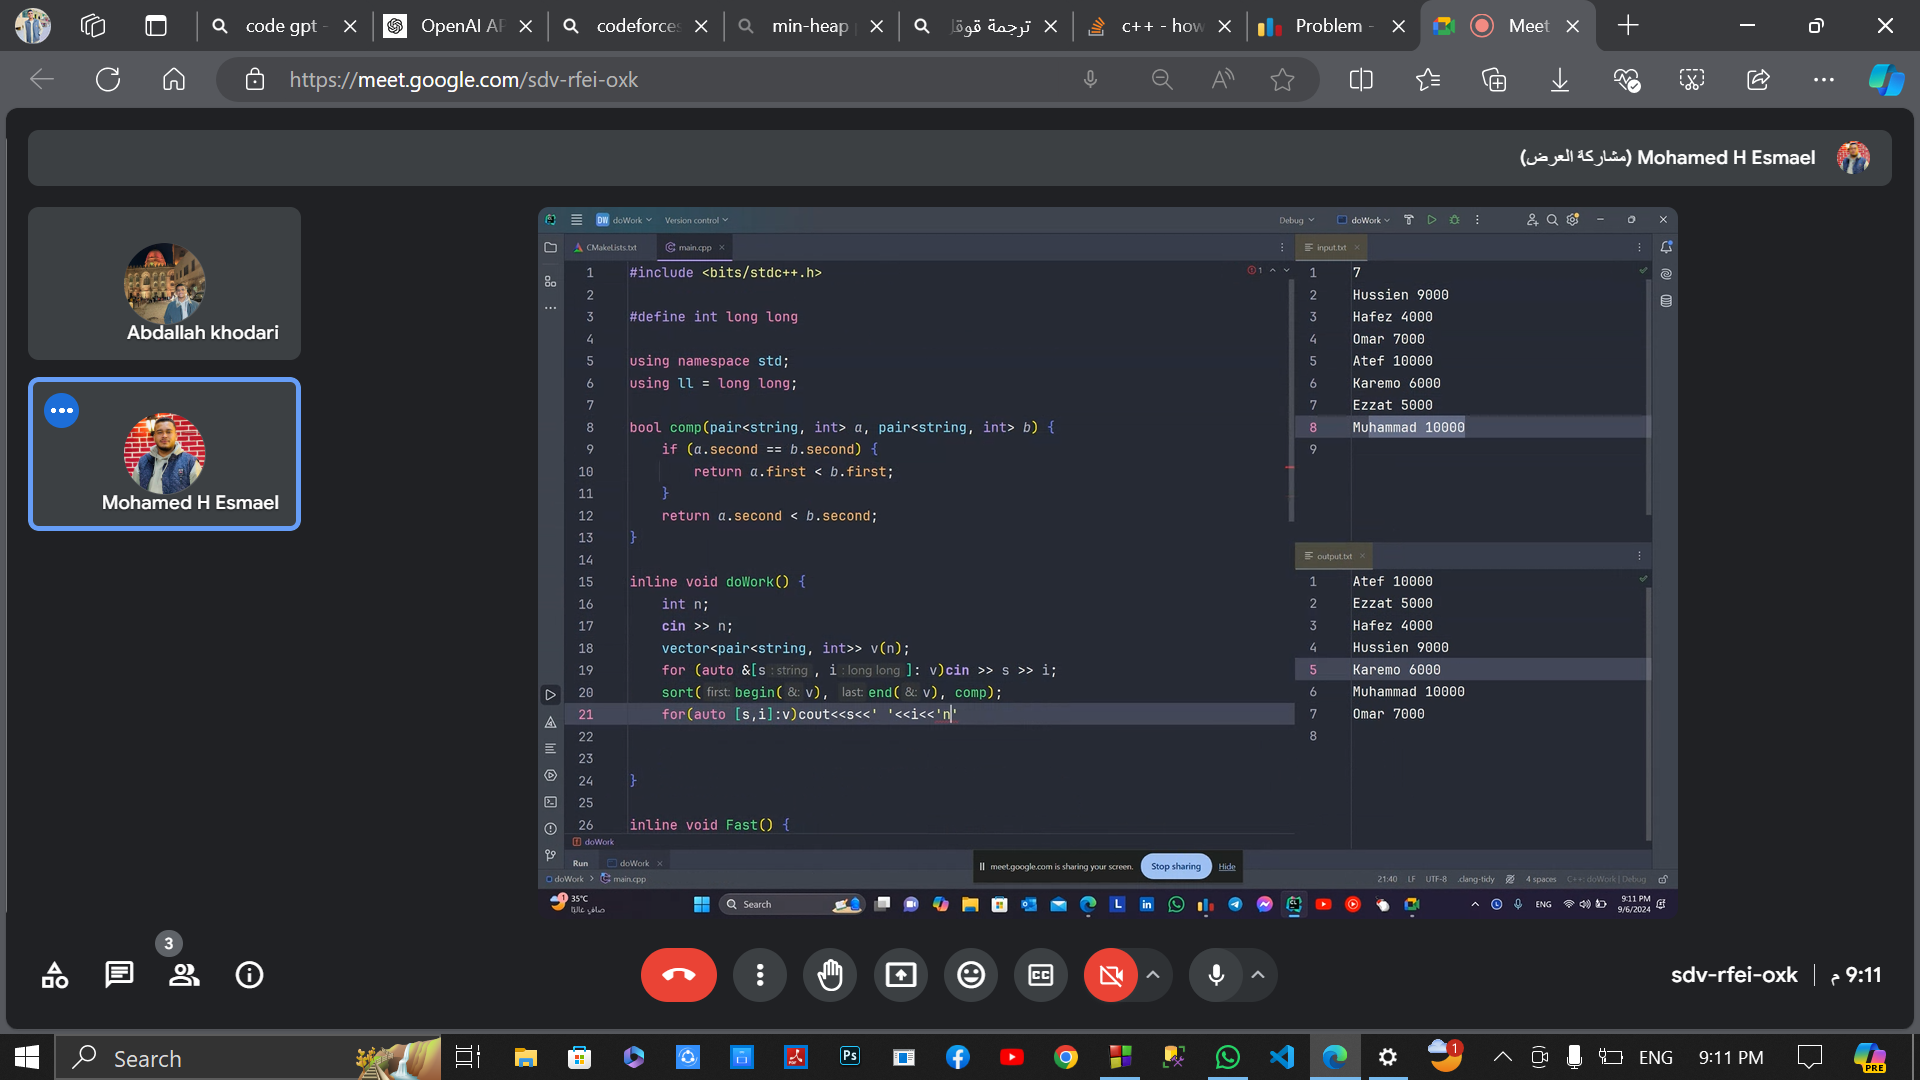 code gpt -
OpenAI AP
codeforces
min-heap
ترجمة قوقل
c++ - how
Problem -
Meet
https://meet.google.com/sdv-rfei-oxk
Mohamed H Esmael (مشاركة العرض)
Abdallah khodari
Mohamed H Esmael
DW doWork
Version control
Debug
doWork
CMakeLists.txt
main.cpp
1 #include <bits/stdc++.h>
2
3 #define int long long
4
5 using namespace std;
6 using ll = long long;
7
8 bool comp(pair<string, int> a, pair<string, int> b) {
9 if (a.second == b.second) {
10 return a.first < b.first;
11 }
12 return a.second < b.second;
13 }
14
15 inline void doWork() {
16 int n;
17 cin >> n;
18 vector<pair<string, int>> v(n);
19 for (auto &[s : string , i : long long ]: v)cin >> s >> i;
20 sort( first: begin( &: v), last: end( &: v), comp);
21 for(auto [s,i]:v)cout<<s<<' '<<i<<'n'
22
23
24 }
25
26 inline void Fast() {
1
input.txt
1 7
2 Hussien 9000
3 Hafez 4000
4 Omar 7000
5 Atef 10000
6 Karemo 6000
7 Ezzat 5000
8 Muhammad 10000
9
output.txt
1 Atef 10000
2 Ezzat 5000
3 Hafez 4000
4 Hussien 9000
5 Karemo 6000
6 Muhammad 10000
7 Omar 7000
8
doWork
Run
doWork
meet.google.com is sharing your screen.
Stop sharing
Hide
doWork > main.cpp
21:40 LF UTF-8 .clang-tidy 4 spaces C++: doWork | Debug
1
35°C
صافي غالبًا
Search
ENG
9:11 PM
9/6/2024
3
CC
sdv-rfei-oxk
9:11 م
Search
Ps
1
ENG
9:11 PM
PRE